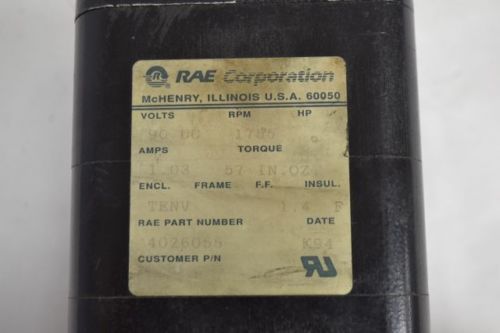 RAE Corporation
McHENRY, ILLINOIS U.S.A. 60050
VOLTS RPM HP
90 DC
AMPS TORQUE
1.03 57 IN.OZ
ENCL. FRAME F.F. INSUL.
TENV 1.4 F
RAE PART NUMBER DATE
4026055 K94
CUSTOMER P/N